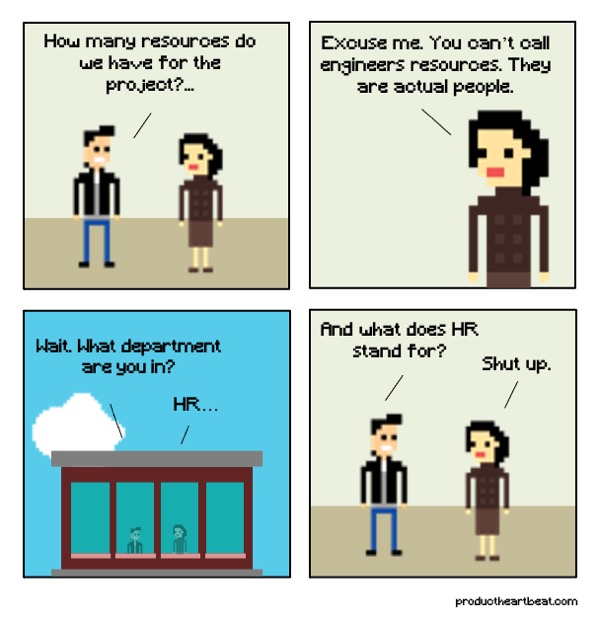 How many resources do
we have for the
project?...
Excuse me. You can't call
engineers resources. They
are actual people.
Wait. What department
are you in?
HR...
And what does HR
stand for?
Shut up.
productheartbeat.com